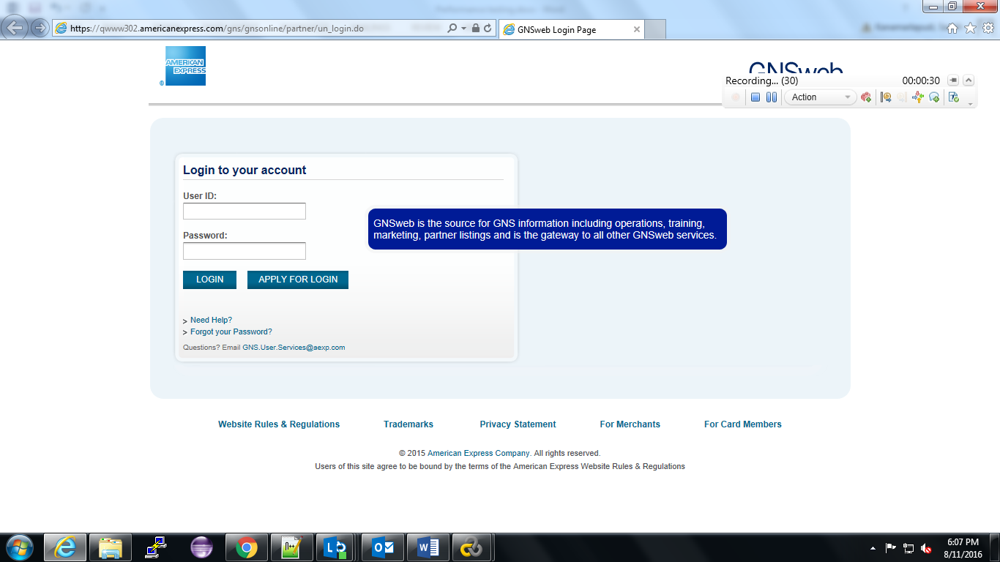 https://qwww302.americanexpress.com/gns/gnsonline/partner/un_login.do
GNSweb Login Page
AMERICAN
EXPRESS
®
GNSweb
Recording... (30)
00:00:30
Action
Login to your account
User ID:
Password:
LOGIN
APPLY FOR LOGIN
GNSweb is the source for GNS information including operations, training,
marketing, partner listings and is the gateway to all other GNSweb services.
> Need Help?
> Forgot your Password?
Questions? Email GNS.User.Services@aexp.com
Website Rules & Regulations
Trademarks
Privacy Statement
For Merchants
For Card Members
© 2015 American Express Company. All rights reserved.
Users of this site agree to be bound by the terms of the American Express Website Rules & Regulations
6:07 PM
8/11/2016